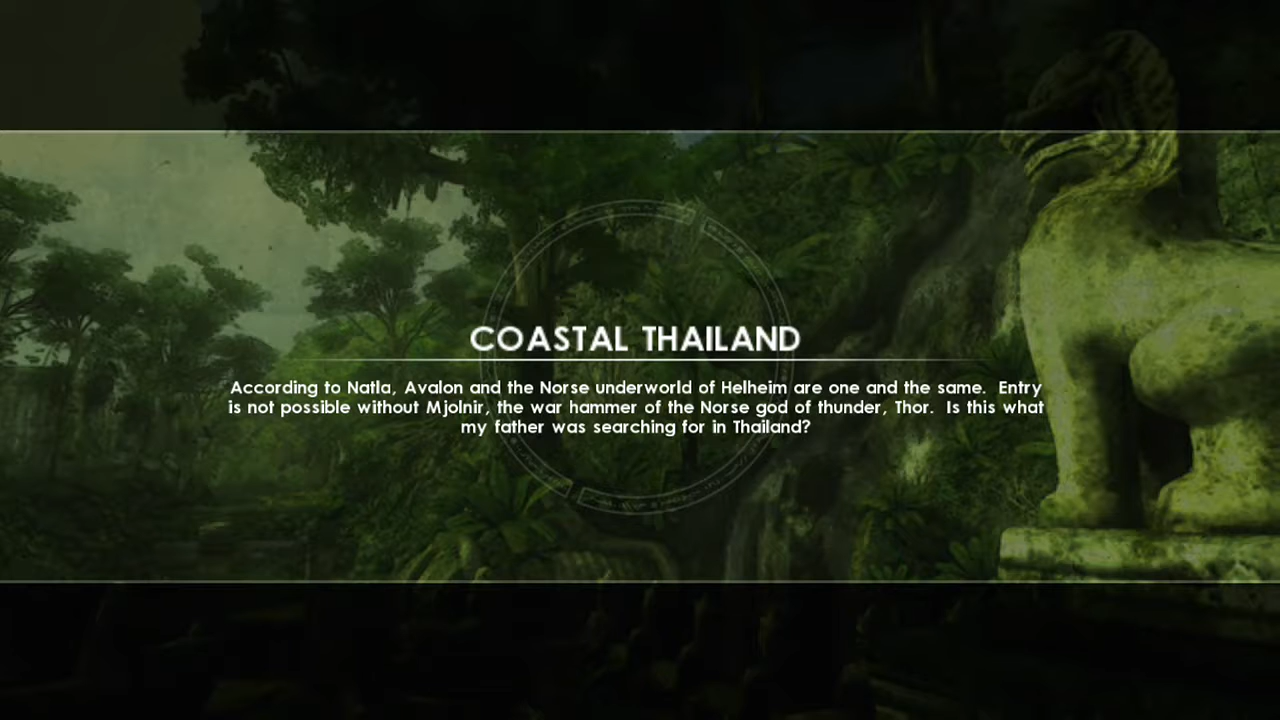 COASTAL THAILAND
According to Natla, Avalon and the Norse underworld of Helheim are one and the same.  Entry
is not possible without Mjolnir, the war hammer of the Norse god of thunder, Thor.  Is this what
my father was searching for in Thailand?